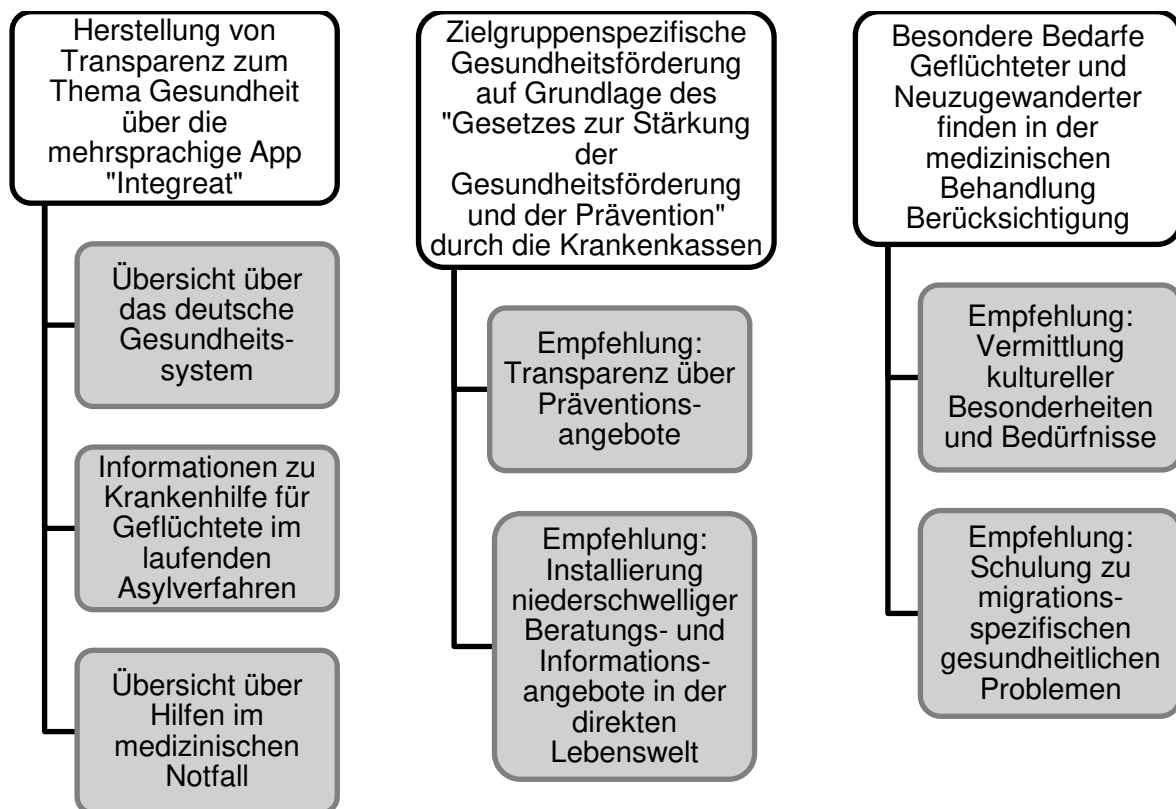 Herstellung von
Transparenz zum
Thema Gesundheit
über die
mehrsprachige App
"Integreat"
Übersicht über
das deutsche
Gesundheits-
system
Informationen zu
Krankenhilfe für
Geflüchtete im
laufenden
Asylverfahren
Übersicht über
Hilfen im
medizinischen
Notfall
Zielgruppenspezifische
Gesundheitsförderung
auf Grundlage des
"Gesetzes zur Stärkung
der
Gesundheitsförderung
und der Prävention"
durch die Krankenkassen
Empfehlung:
Transparenz über
Präventions-
angebote
Empfehlung:
Installierung
niederschwelliger
Beratungs- und
Informations-
angebote in der
direkten
Lebenswelt
Besondere Bedarfe
Geflüchteter und
Neuzugewanderter
finden in der
medizinischen
Behandlung
Berücksichtigung
Empfehlung:
Vermittlung
kultureller
Besonderheiten
und Bedürfnisse
Empfehlung:
Schulung zu
migrations-
spezifischen
gesundheitlichen
Problemen